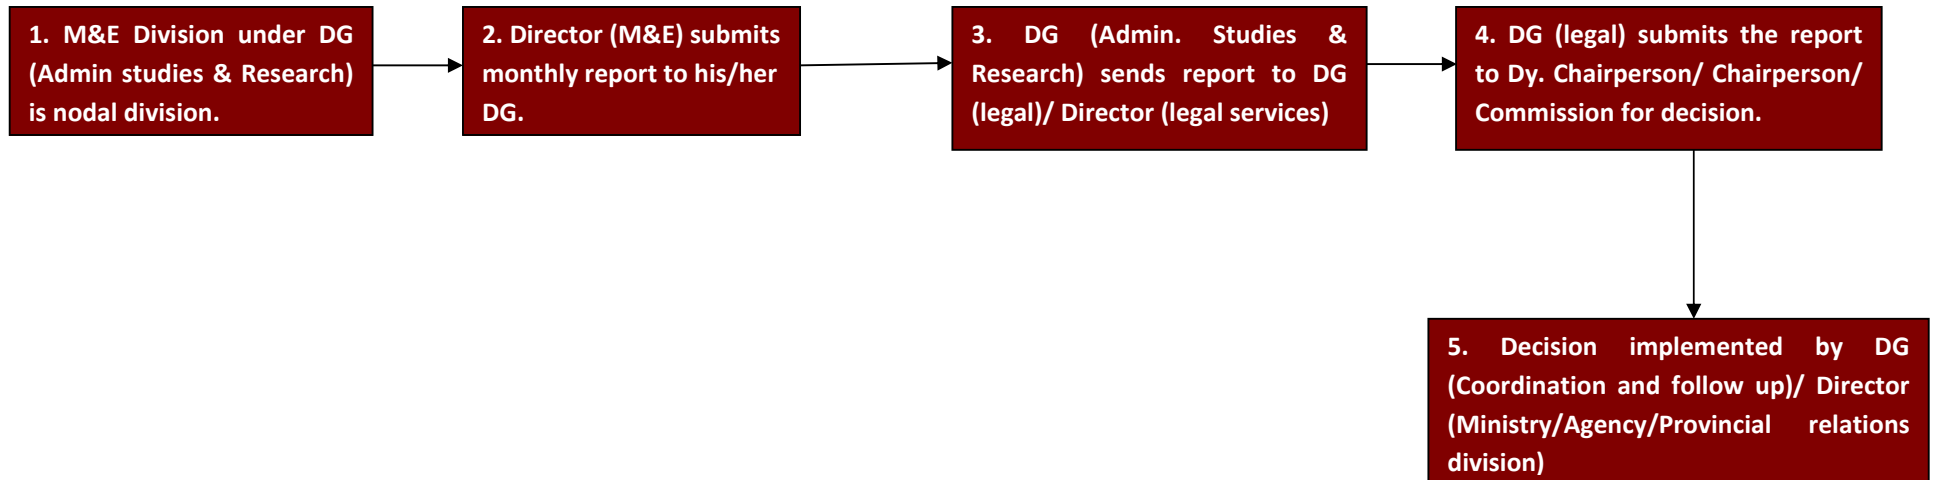 1. M&E Division under DG
(Admin studies & Research)
is nodal division.
2. Director (M&E) submits
monthly report to his/her
DG.
3. DG (Admin. Studies &
Research) sends report to DG
(legal)/ Director (legal services)
4. DG (legal) submits the report
to Dy. Chairperson/ Chairperson/
Commission for decision.
5. Decision implemented by DG
(Coordination and follow up)/ Director
(Ministry/Agency/Provincial relations
division)